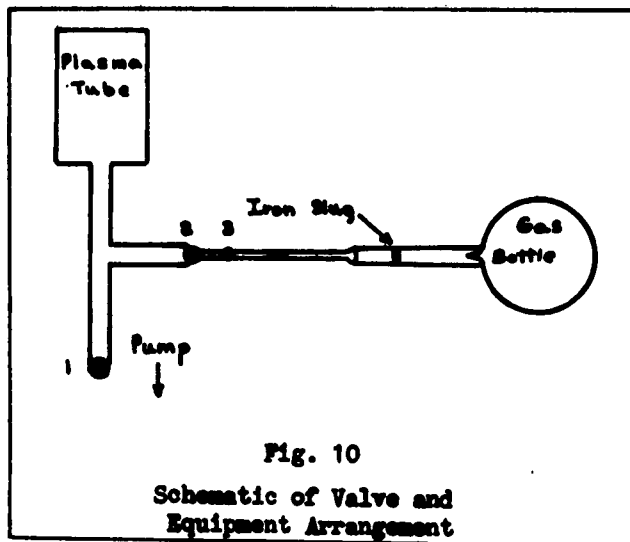 Plasma
Tube
Iron Slug
2 3
Gas
Bottle
1
Pump
Fig. 10
Schematic of Valve and
Equipment Arrangement